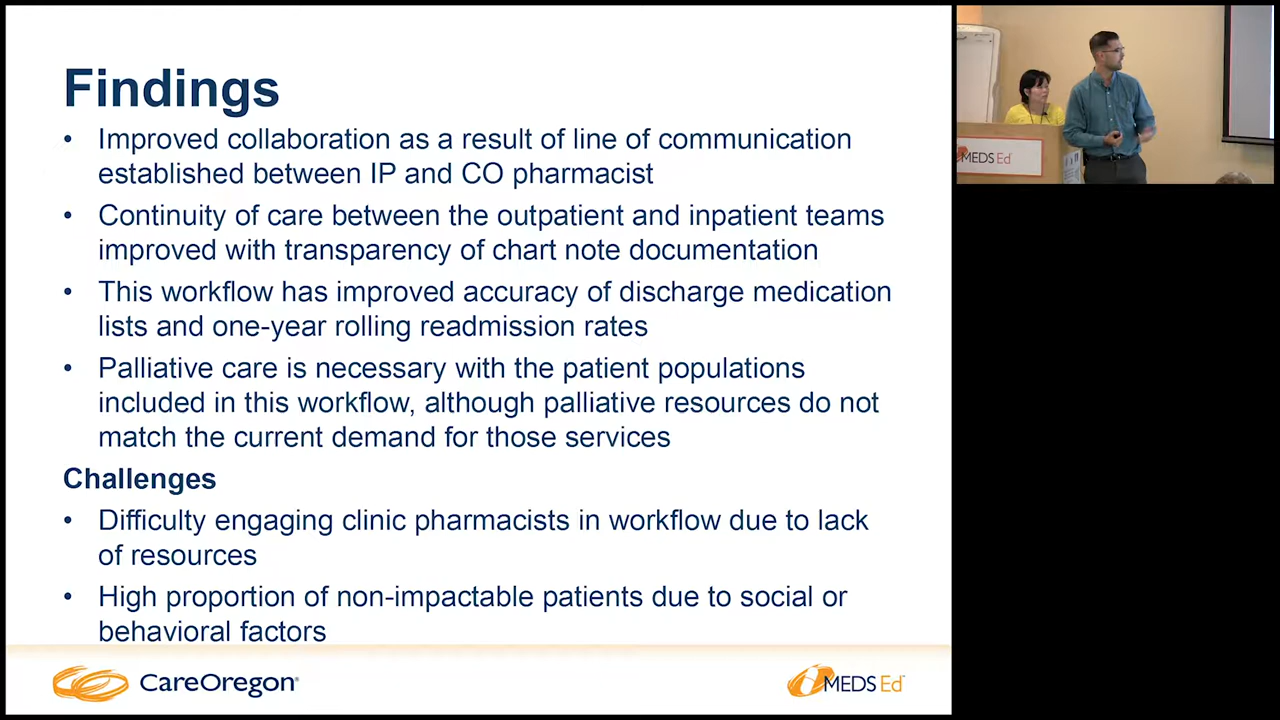 Findings
• Improved collaboration as a result of line of communication
established between IP and CO pharmacist
• Continuity of care between the outpatient and inpatient teams
improved with transparency of chart note documentation
• This workflow has improved accuracy of discharge medication
lists and one-year rolling readmission rates
• Palliative care is necessary with the patient populations
included in this workflow, although palliative resources do not
match the current demand for those services
Challenges
• Difficulty engaging clinic pharmacists in workflow due to lack
of resources
• High proportion of non-impactable patients due to social or
behavioral factors
CareOregon®
MEDS Ed
MEDS Ed